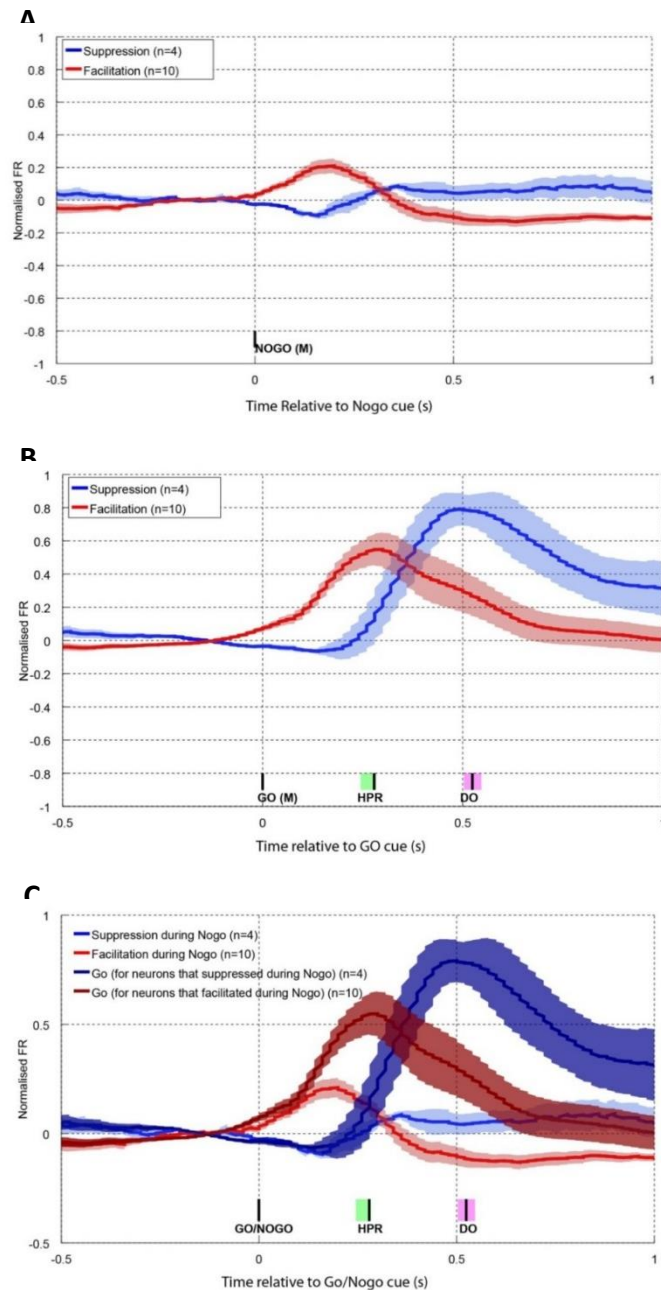 A
1
Suppression (n=4)
Facilitation (n=10)
0.8
0.6
0.4
0.2
0
-0.2
-0.4
-0.6
-0.8
-1
Normalised FR
NOGO (M)
-0.5
0
0.5
1
Time Relative to Nogo cue (s)
B
1
Suppression (n=4)
Facilitation (n=10)
0.8
0.6
0.4
0.2
0
-0.2
-0.4
-0.6
-0.8
-1
Normalised FR
GO (M)
HPR
DO
-0.5
0
0.5
1
Time relative to GO cue (s)
C
1
Suppression during Nogo (n=4)
Facilitation during Nogo (n=10)
Go (for neurons that suppressed during Nogo) (n=4)
Go (for neurons that facilitated during Nogo) (n=10)
0.5
0
-0.5
Normalised FR
GO/NOGO
HPR
DO
-0.5
0
0.5
1
Time relative to Go/Nogo cue (s)